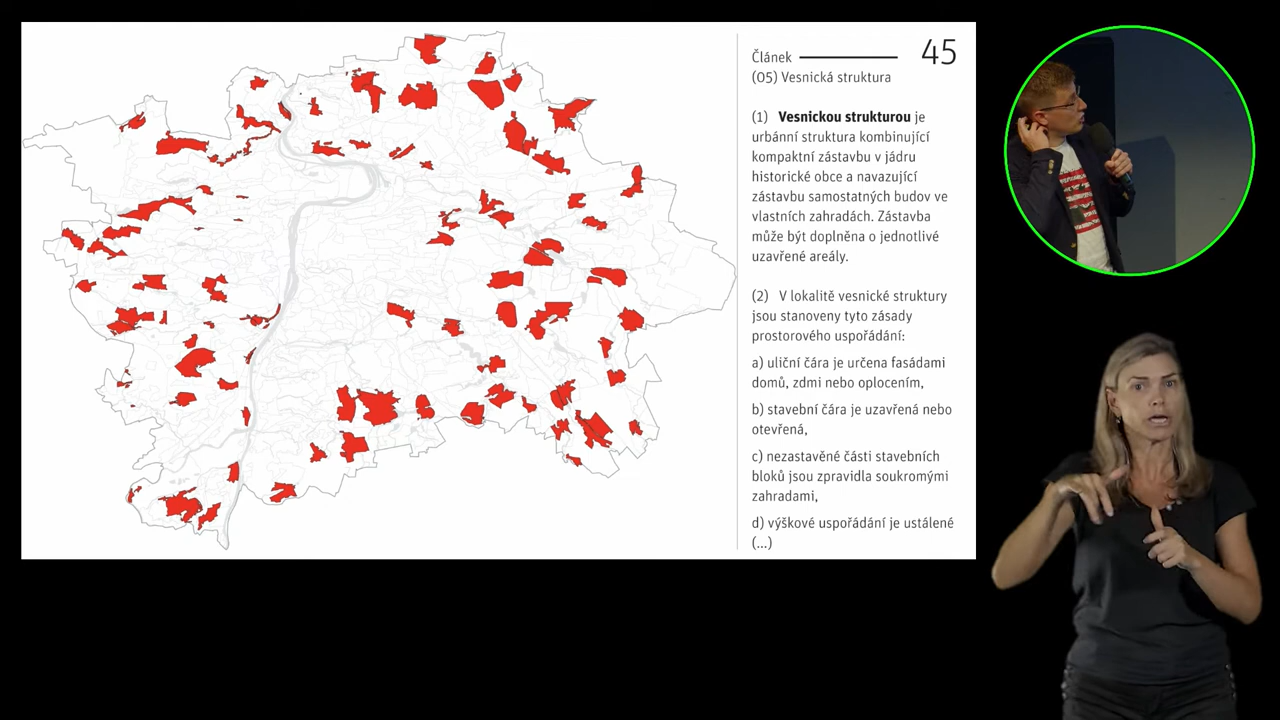 Článek 45
(05) Vesnická struktura
(1) Vesnickou strukturou je
urbánní struktura kombinující
kompaktní zástavbu v jádru
historické obce a navazující
zástavbu samostatných budov ve
vlastních zahradách. Zástavba
může být doplněna o jednotlivé
uzavřené areály.
(2) V lokalitě vesnické struktury
jsou stanoveny tyto zásady
prostorového uspořádání:
a) uliční čára je určena fasádami
domů, zdmi nebo oplocením,
b) stavební čára je uzavřená nebo
otevřená,
c) nezastavěné části stavebních
bloků jsou zpravidla soukromými
zahradami,
d) výškové uspořádání je ustálené
(...)